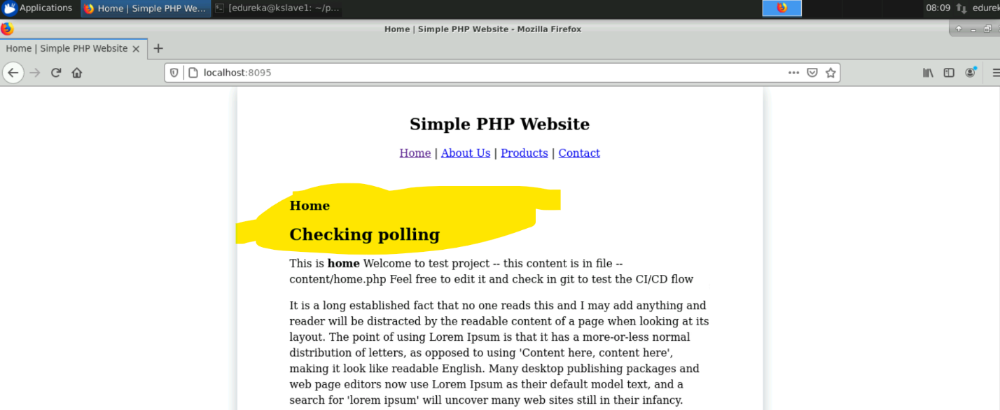 Applications Home | Simple PHP We... [edureka@kslave1: ~/p... 08:09 edurek
Home | Simple PHP Website - Mozilla Firefox
Home | Simple PHP Website
localhost:8095
Simple PHP Website
Home | About Us | Products | Contact
Home
Checking polling
This is home Welcome to test project -- this content is in file --
content/home.php Feel free to edit it and check in git to test the CI/CD flow
It is a long established fact that no one reads this and I may add anything and
reader will be distracted by the readable content of a page when looking at its
layout. The point of using Lorem Ipsum is that it has a more-or-less normal
distribution of letters, as opposed to using 'Content here, content here',
making it look like readable English. Many desktop publishing packages and
web page editors now use Lorem Ipsum as their default model text, and a
search for 'lorem ipsum' will uncover many web sites still in their infancy.